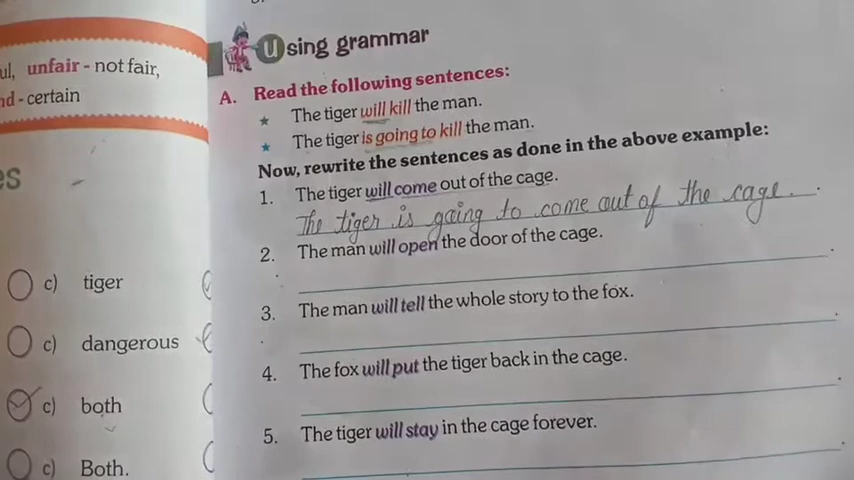 ul, unfair - not fair,
nd - certain
es
c) tiger
c) dangerous
c) both
c) Both.
Using grammar
A. Read the following sentences:
★ The tiger will kill the man.
★ The tiger is going to kill the man.
Now, rewrite the sentences as done in the above example:
1. The tiger will come out of the cage.
The tiger is going to come out of the cage.
2. The man will open the door of the cage.
3. The man will tell the whole story to the fox.
4. The fox will put the tiger back in the cage.
5. The tiger will stay in the cage forever.